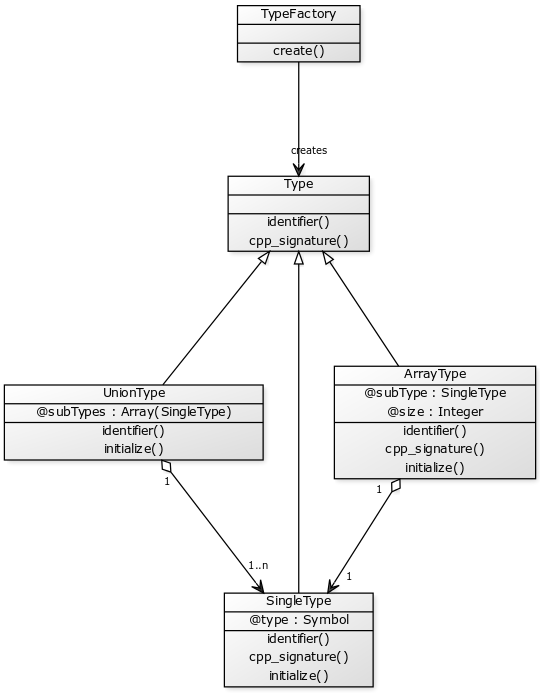 TypeFactory
create()
creates
Type
identifier()
cpp_signature()
UnionType
@subTypes : Array(SingleType)
identifier()
initialize()
ArrayType
@subType : SingleType
@size : Integer
identifier()
cpp_signature()
initialize()
1
1
1..n
1
SingleType
@type : Symbol
identifier()
cpp_signature()
initialize()